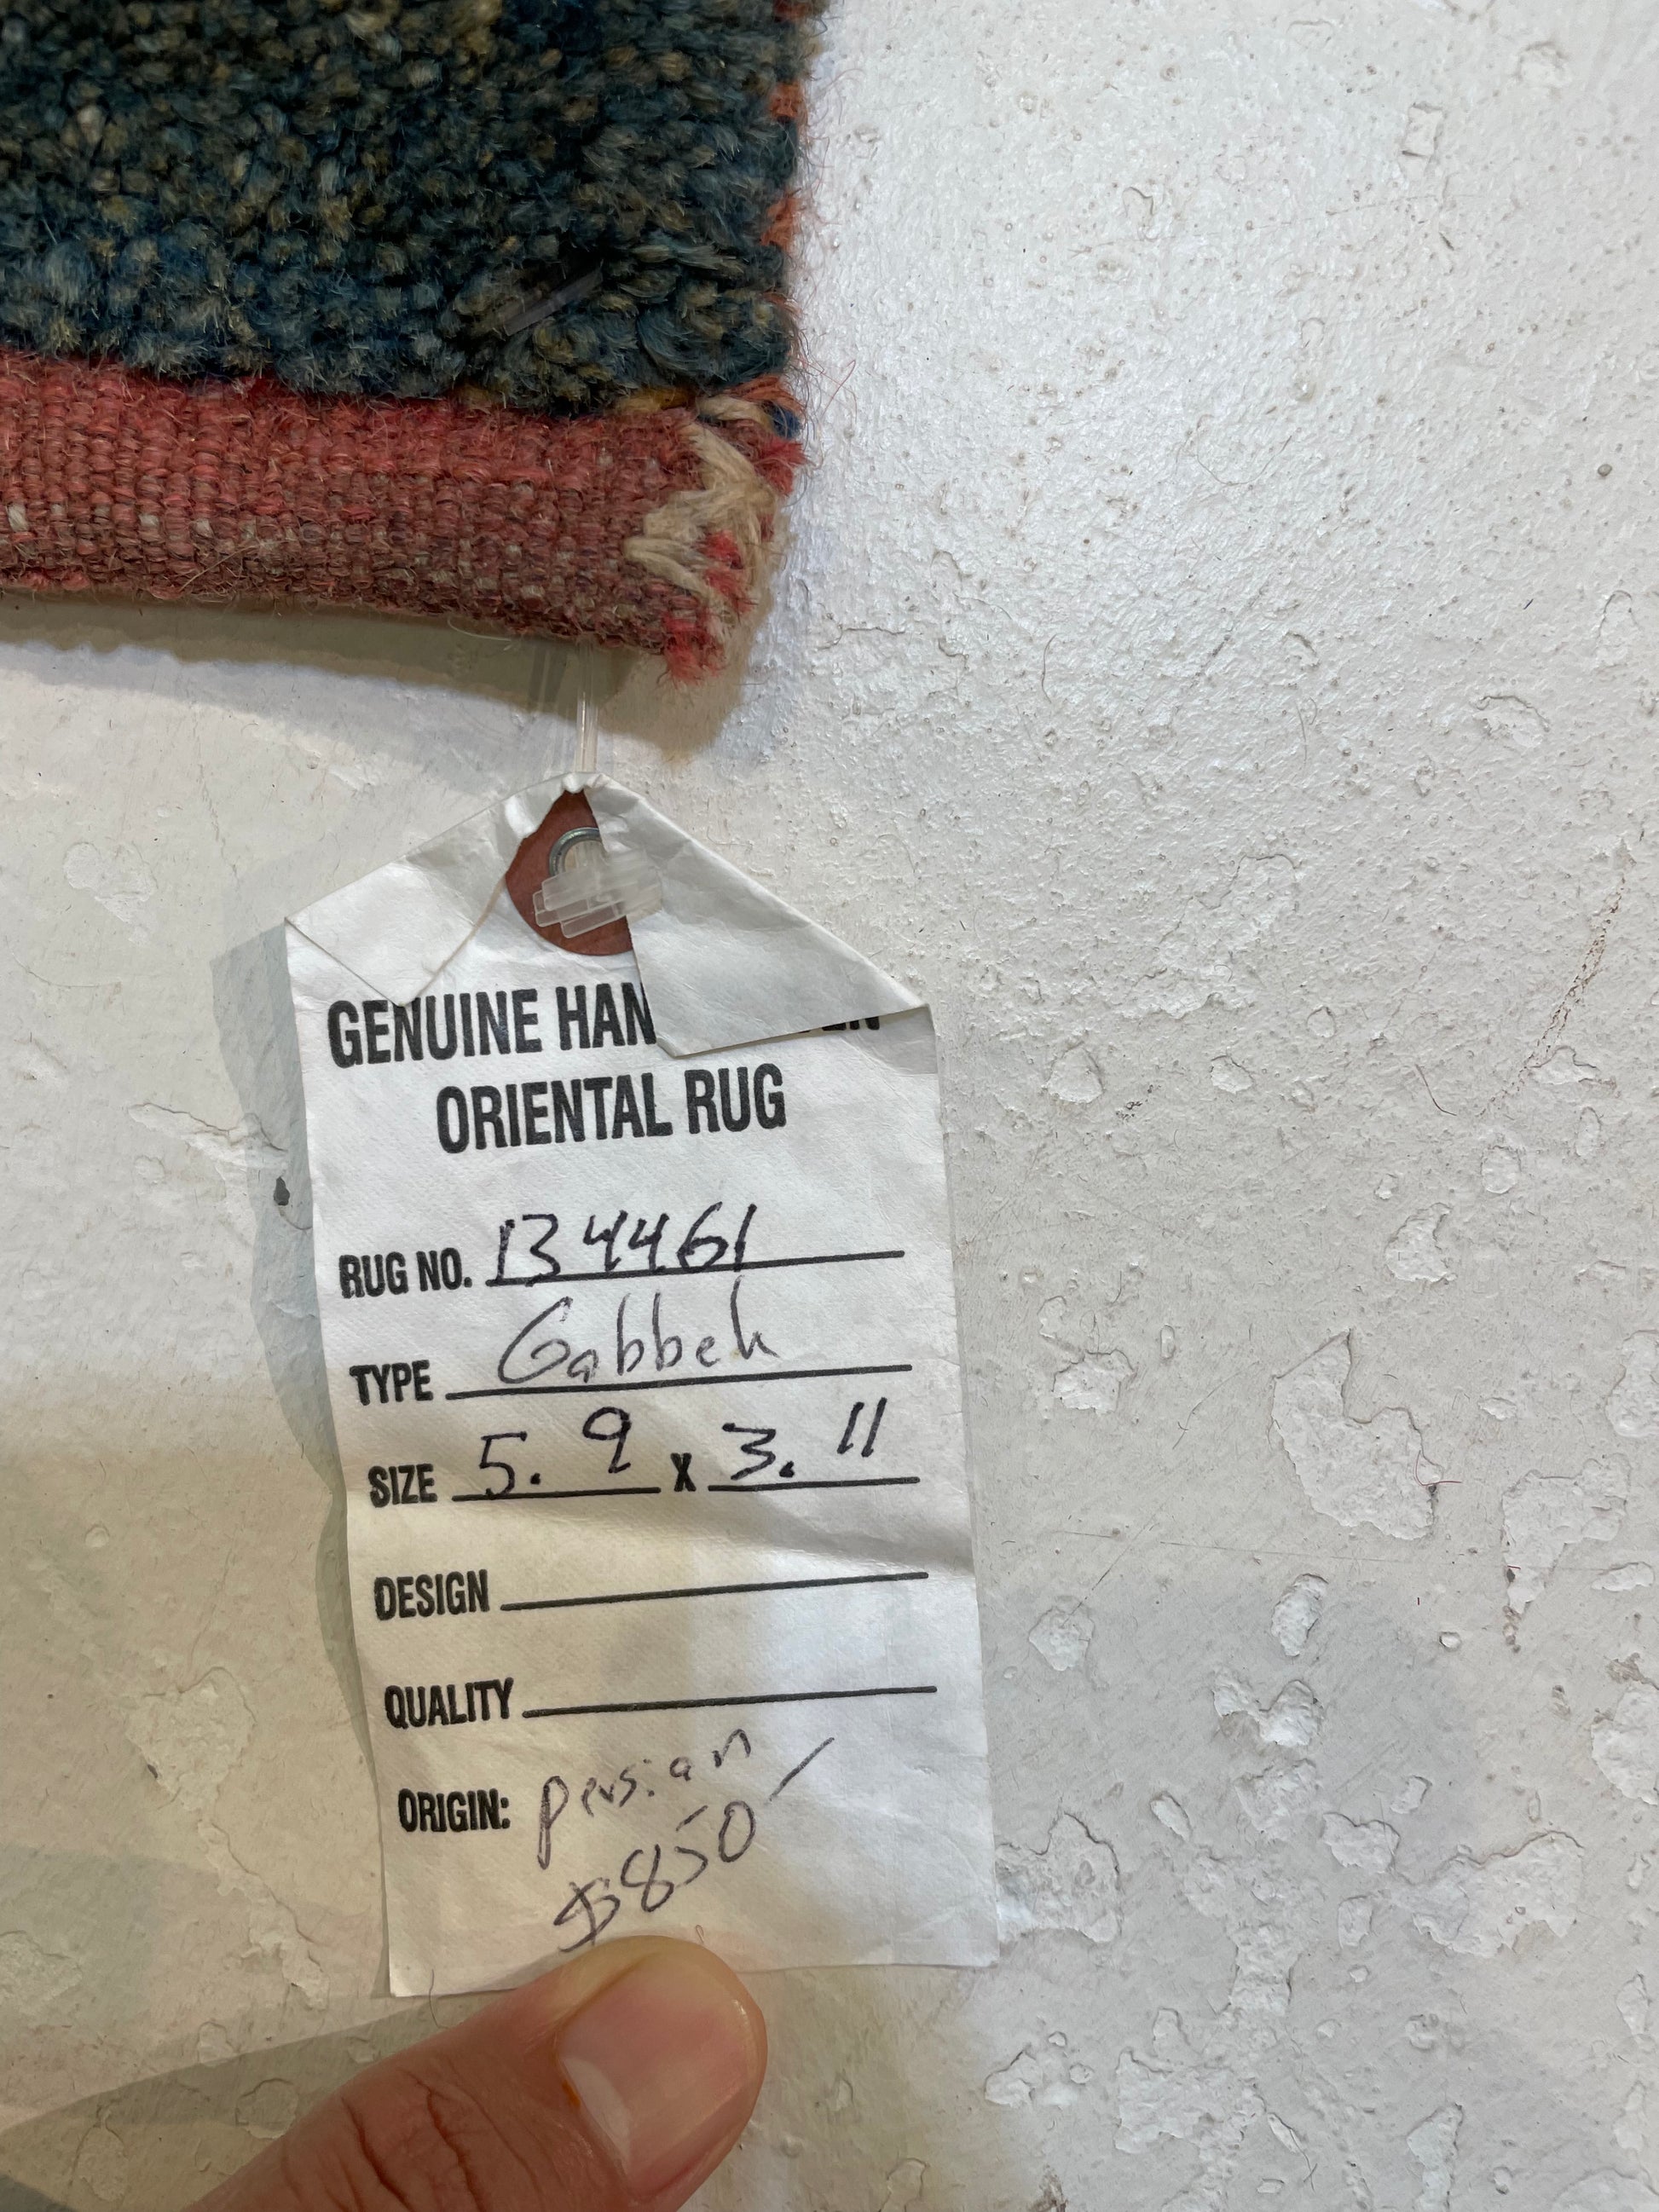 GENUINE HAN
ORIENTAL RUG
RUG NO. 134461
TYPE Gabbeh
SIZE 5. 9 x 3. 11
DESIGN
QUALITY
ORIGIN: persian
$850/